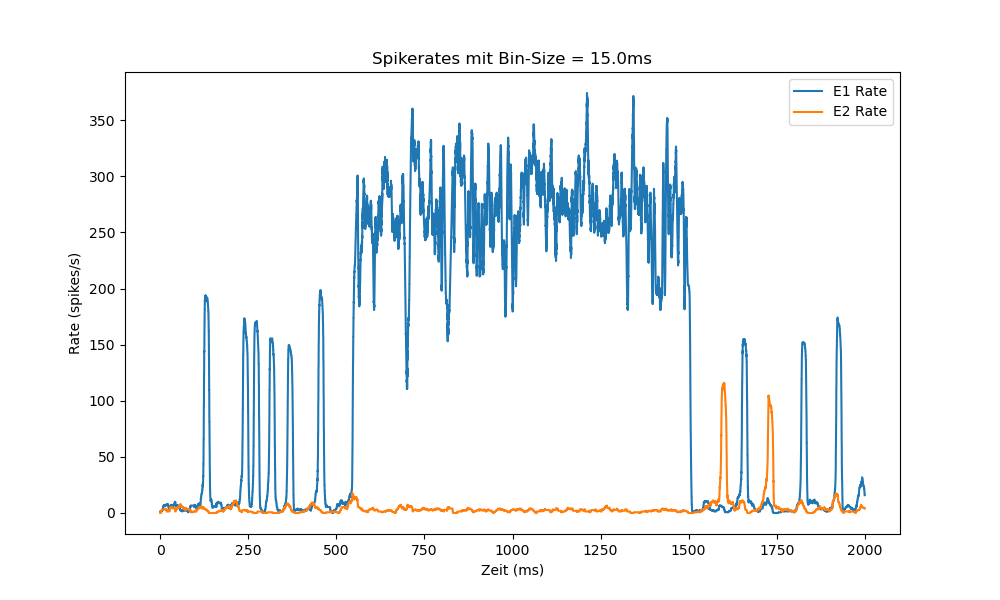 Spikerates mit Bin-Size = 15.0ms
E1 Rate
E2 Rate
350
300
250
200
150
100
50
0
Rate (spikes/s)
0 250 500 750 1000 1250 1500 1750 2000
Zeit (ms)